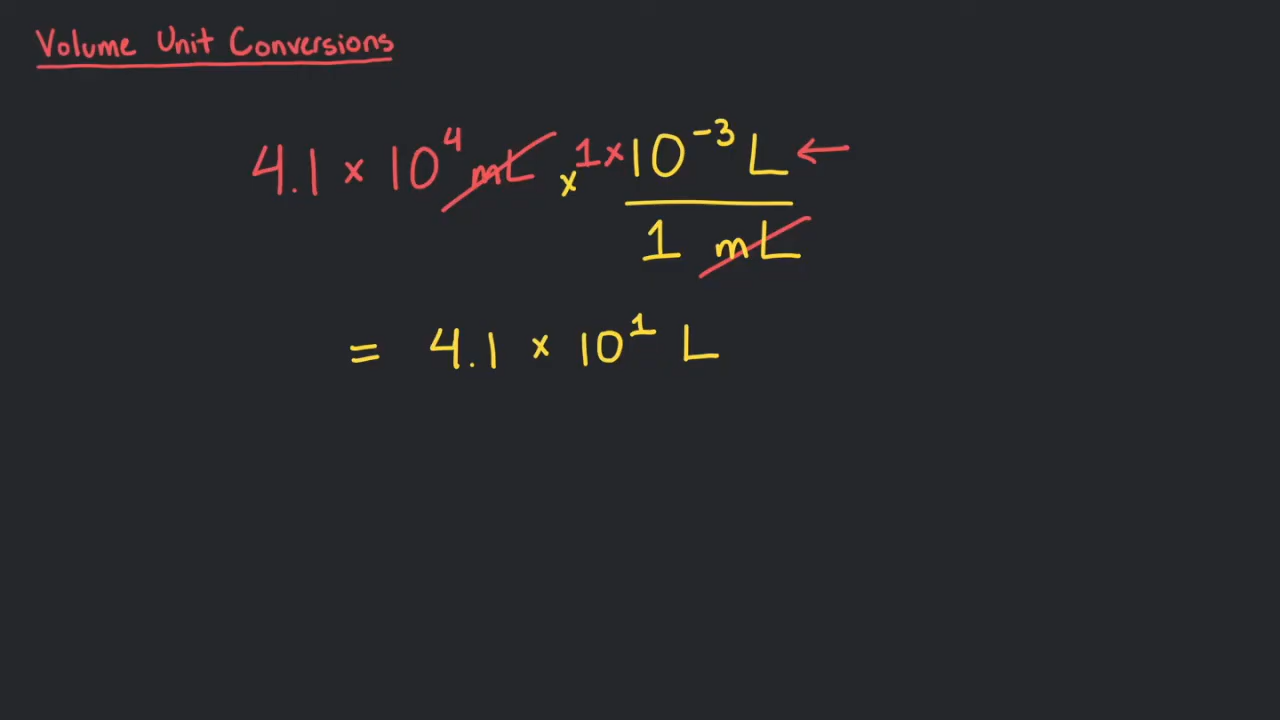 Volume Unit Conversions
4.1 × 10⁴ mL × 1×10⁻³ L ←
1 mL
= 4.1 × 10¹ L